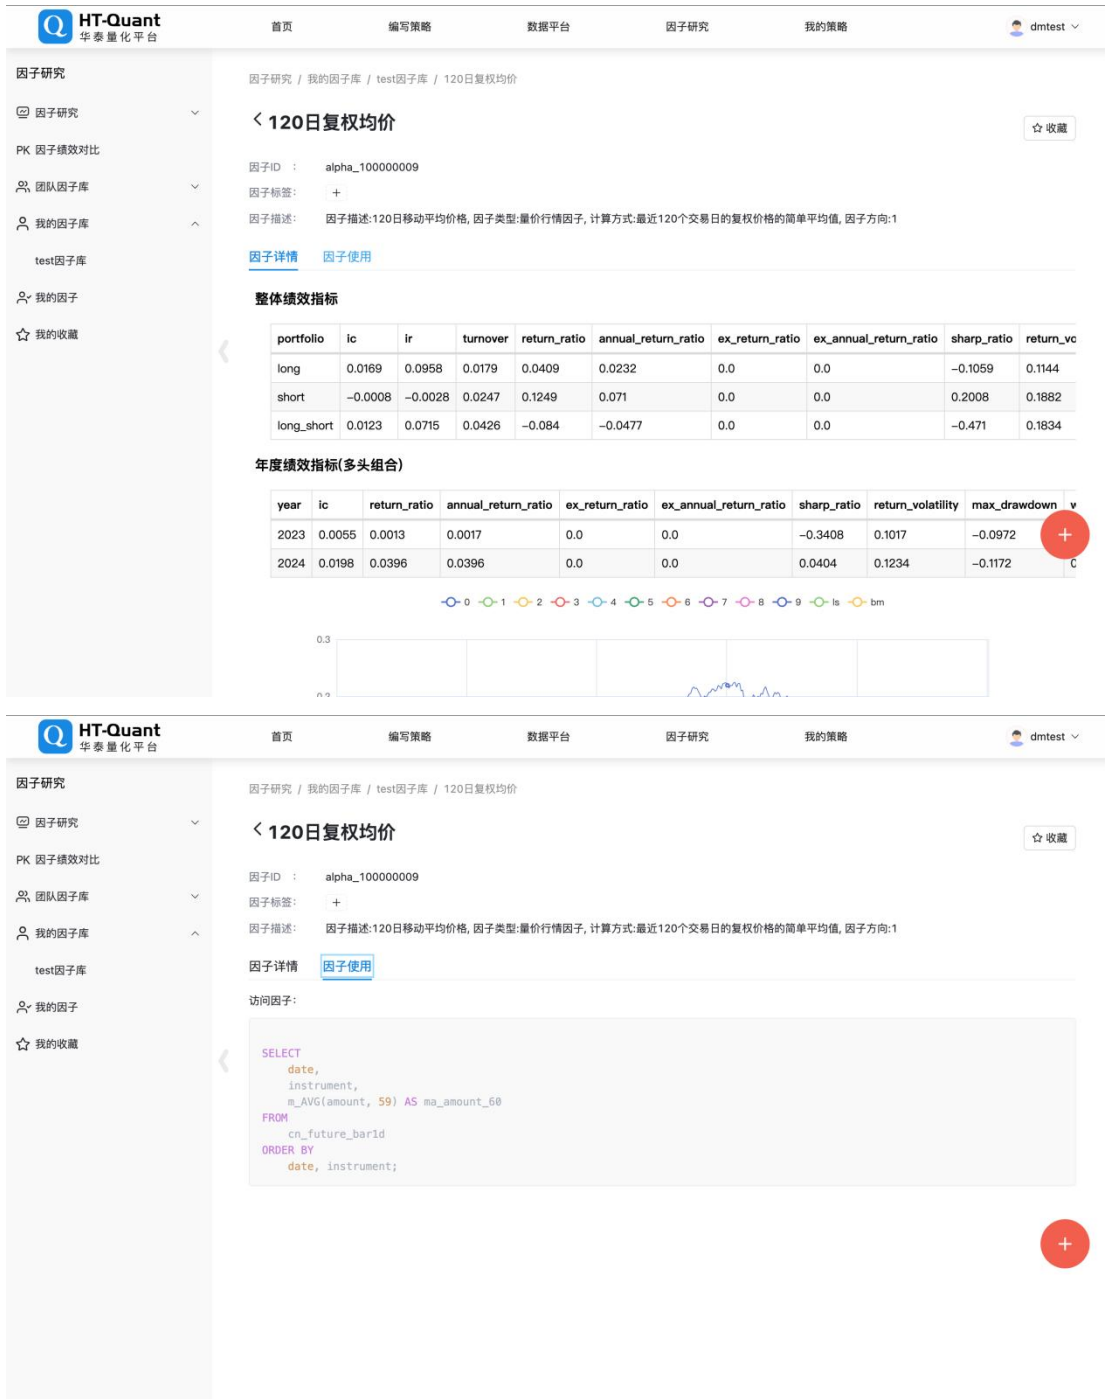 HT-Quant
华泰量化平台
首页 编写策略 数据平台 因子研究 我的策略 dmtest
因子研究
因子研究
PK 因子绩效对比
团队因子库
我的因子库
test因子库
我的因子
我的收藏
因子研究 / 我的因子库 / test因子库 / 120日复权均价
120日复权均价
收藏
因子ID : alpha_100000009
因子标签: +
因子描述: 因子描述:120日移动平均价格, 因子类型:量价行情因子, 计算方式:最近120个交易日的复权价格的简单平均值, 因子方向:1
因子详情 因子使用
整体绩效指标
portfolio ic ir turnover return_ratio annual_return_ratio ex_return_ratio ex_annual_return_ratio sharp_ratio return_vo
long 0.0169 0.0958 0.0179 0.0409 0.0232 0.0 0.0 -0.1059 0.1144
short -0.0008 -0.0028 0.0247 0.1249 0.071 0.0 0.0 0.2008 0.1882
long_short 0.0123 0.0715 0.0426 -0.084 -0.0477 0.0 0.0 -0.471 0.1834
年度绩效指标(多头组合)
year ic return_ratio annual_return_ratio ex_return_ratio ex_annual_return_ratio sharp_ratio return_volatility max_drawdown
2023 0.0055 0.0013 0.0017 0.0 0.0 -0.3408 0.1017 -0.0972
2024 0.0198 0.0396 0.0396 0.0 0.0 0.0404 0.1234 -0.1172
0 1 2 3 4 5 6 7 8 9 ls bm
0.3
0.2
HT-Quant
华泰量化平台
首页 编写策略 数据平台 因子研究 我的策略 dmtest
因子研究
因子研究
PK 因子绩效对比
团队因子库
我的因子库
test因子库
我的因子
我的收藏
因子研究 / 我的因子库 / test因子库 / 120日复权均价
120日复权均价
收藏
因子ID : alpha_100000009
因子标签: +
因子描述: 因子描述:120日移动平均价格, 因子类型:量价行情因子, 计算方式:最近120个交易日的复权价格的简单平均值, 因子方向:1
因子详情 因子使用
访问因子:
SELECT
date,
instrument,
m_AVG(amount, 59) AS ma_amount_60
FROM
cn_future_bar1d
ORDER BY
date, instrument;